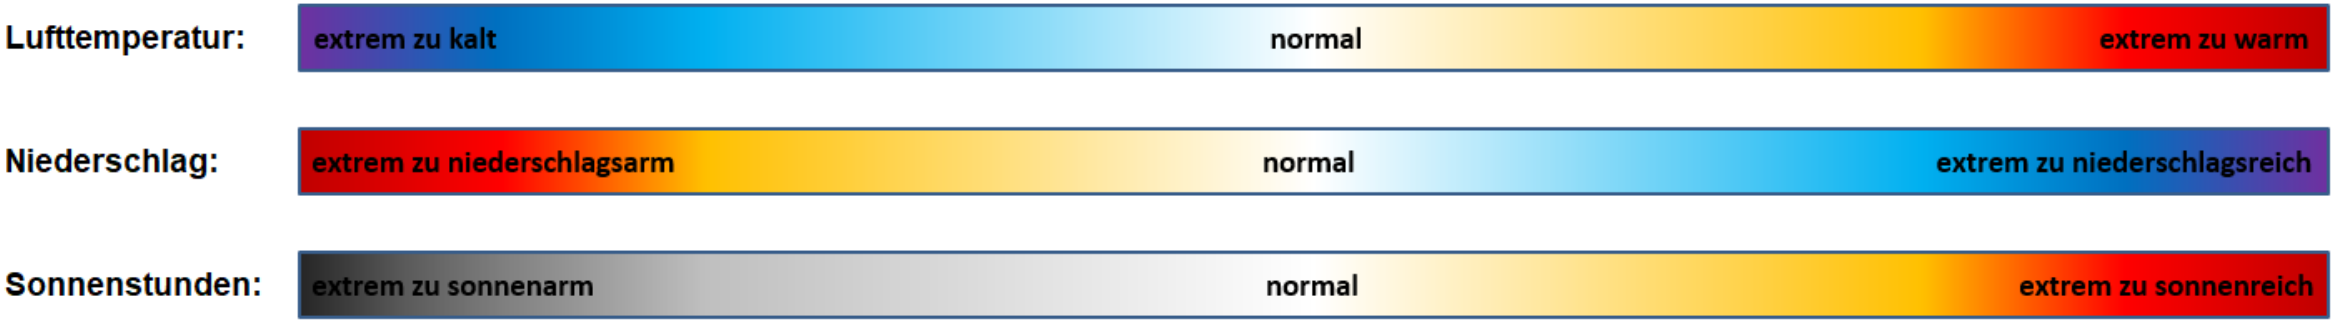 Lufttemperatur: extrem zu kalt normal extrem zu warm
Niederschlag: extrem zu niederschlagsarm normal extrem zu niederschlagsreich
Sonnenstunden: extrem zu sonnenarm normal extrem zu sonnenreich